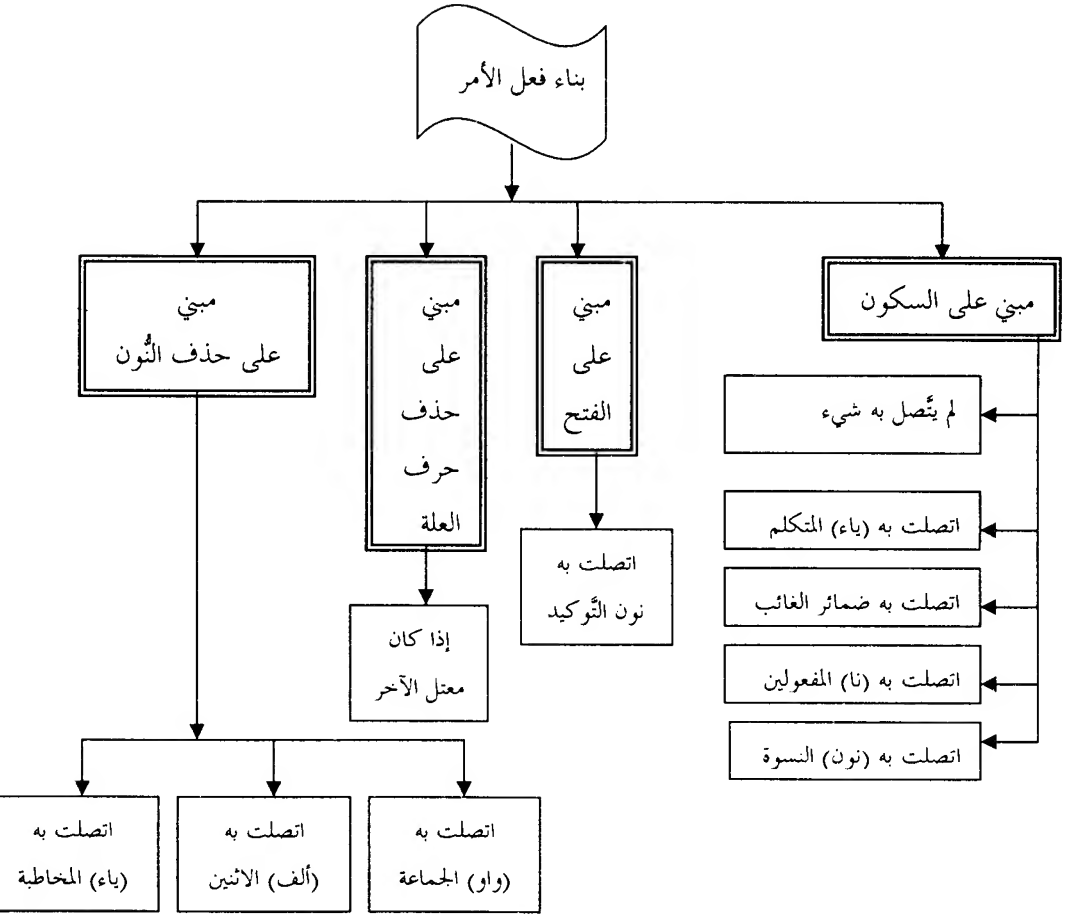 بناء فعل الأمر
مبني على السكون
لم يتَّصل به شيء
اتصلت به (ياء) المتكلم
اتصلت به ضمائر الغائب
اتصلت به (نا) المفعولين
اتصلت به (نون) النسوة
مبني
على
الفتح
اتصلت به
نون التَّوكيد
مبني
على
حذف
حرف
العلة
إذا كان
معتل الآخر
مبني
على حذف النُّون
اتصلت به
(واو) الجماعة
اتصلت به
(ألف) الاثنين
اتصلت به
(ياء) المخاطبة